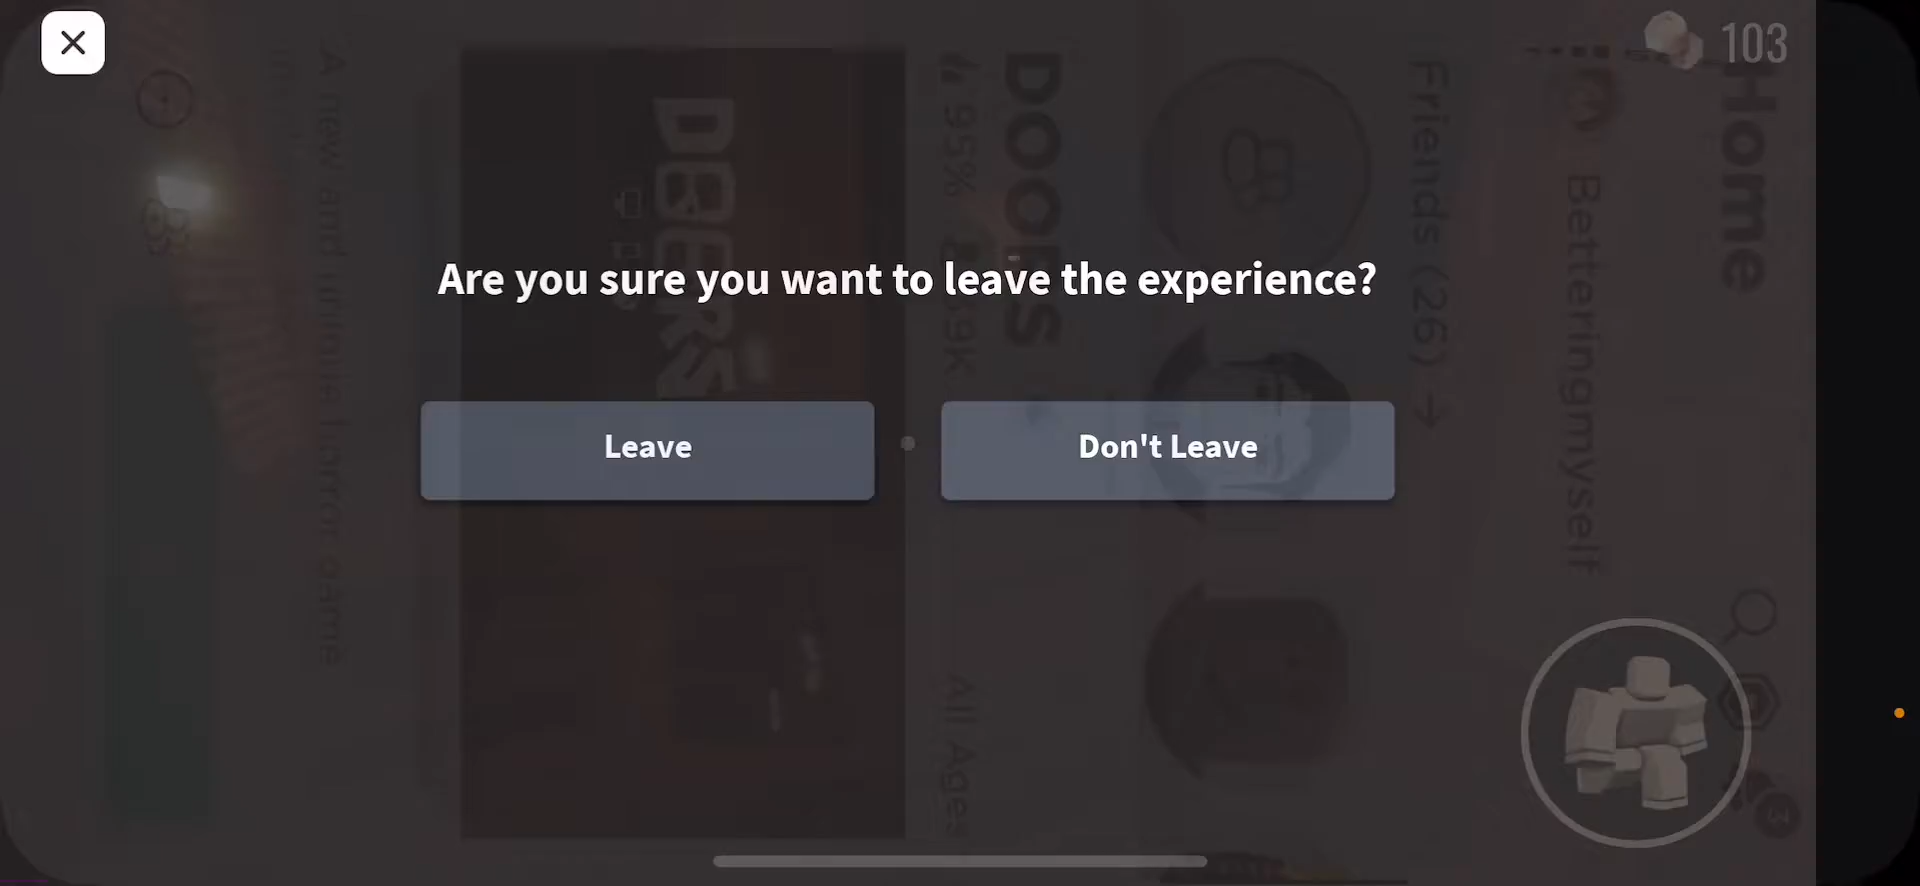 103
Are you sure you want to leave the experience?
Leave
Don't Leave
Home
Betteringmyself
Friends (26) →
DOORS
95%
All Ages
DOORS
A new and un
horror game